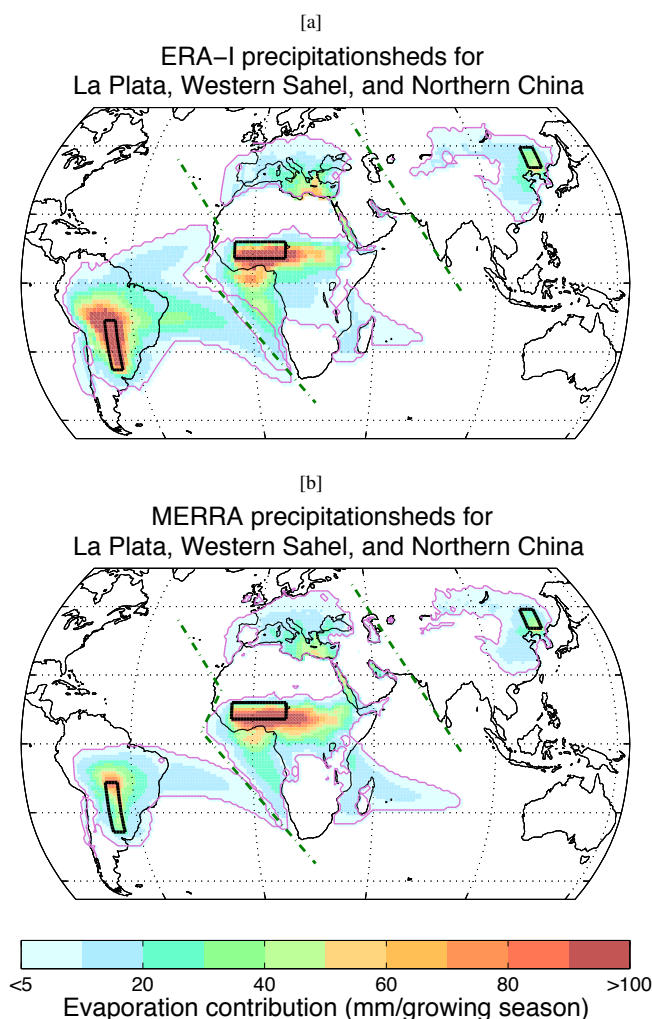 [a]
ERA–I precipitationsheds for
La Plata, Western Sahel, and Northern China
[b]
MERRA precipitationsheds for
La Plata, Western Sahel, and Northern China
<5 20 40 60 80 >100
Evaporation contribution (mm/growing season)